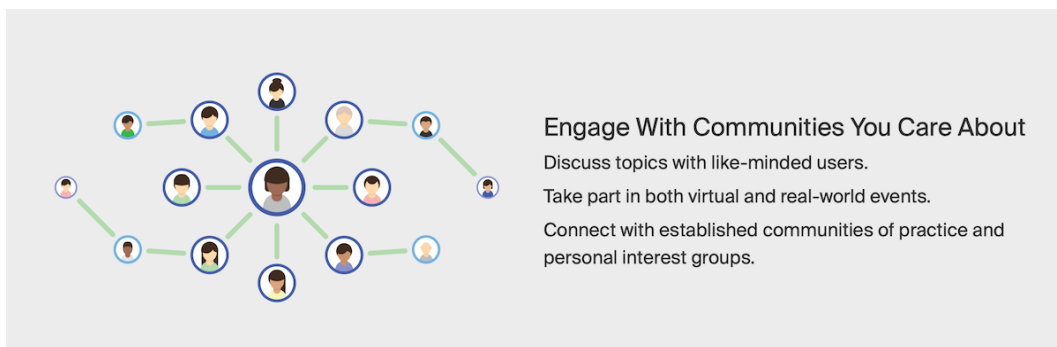 Engage With Communities You Care About
Discuss topics with like-minded users.
Take part in both virtual and real-world events.
Connect with established communities of practice and
personal interest groups.